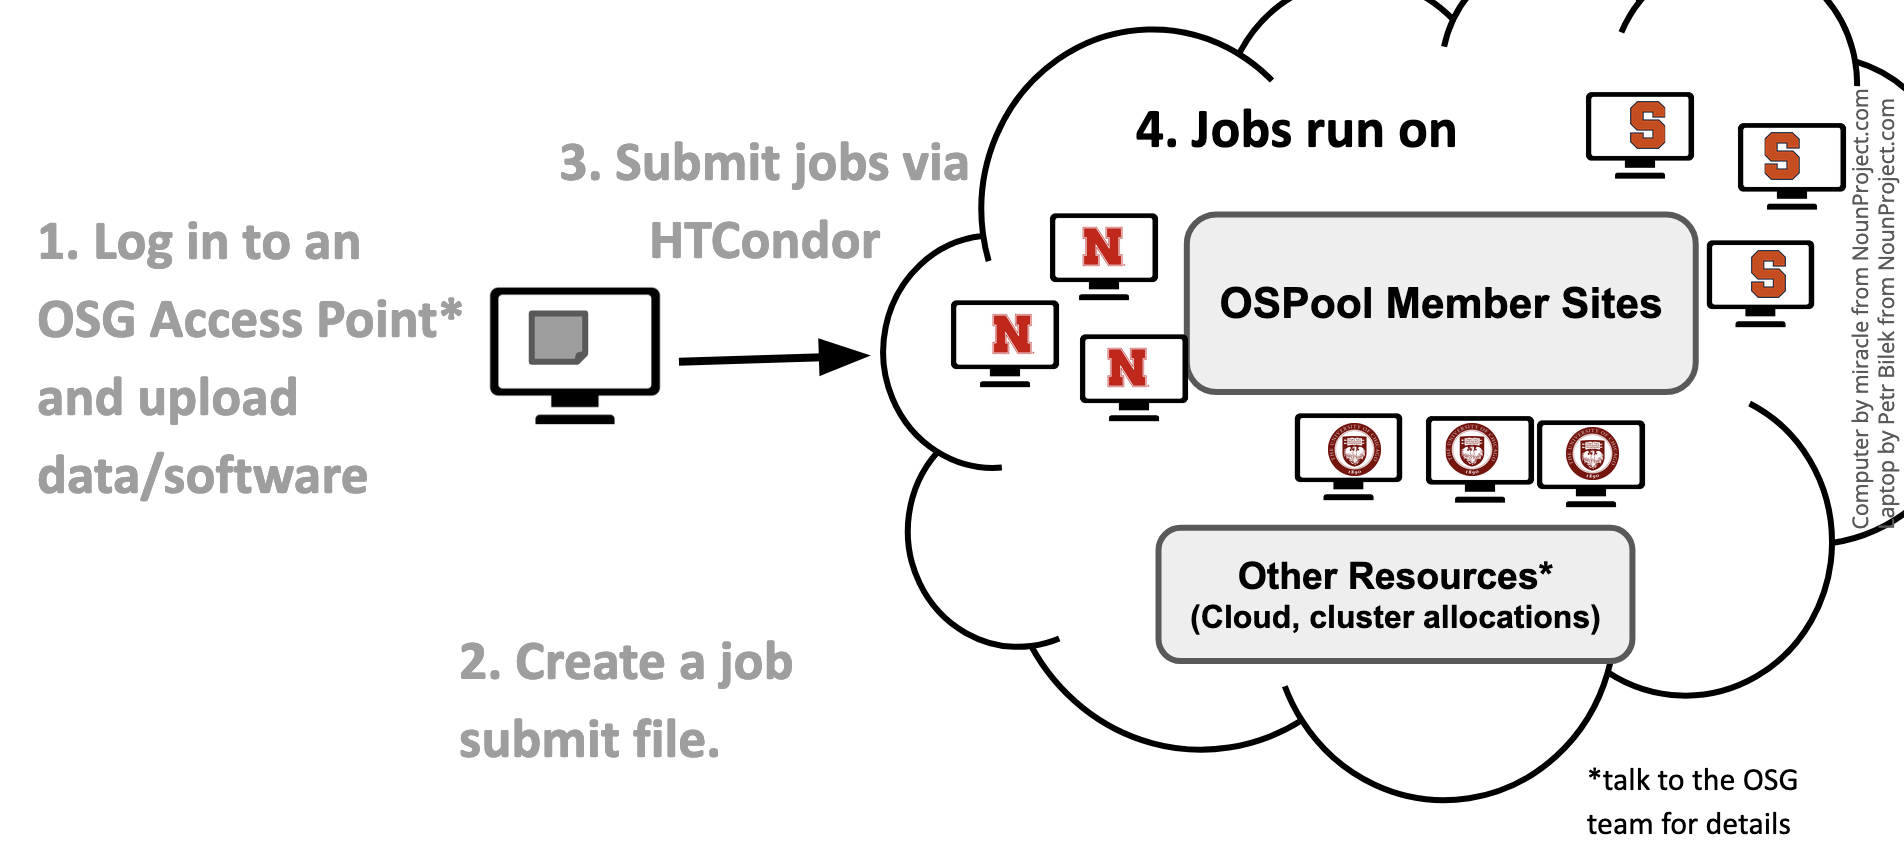 1. Log in to an
OSG Access Point*
and upload
data/software
2. Create a job
submit file.
3. Submit jobs via
HTCondor
4. Jobs run on
S
S
S
N
N
N
OSPool Member Sites
Other Resources*
(Cloud, cluster allocations)
*talk to the OSG
team for details
Computer by miracle from NounProject.com
Laptop by Petr Bilek from NounProject.com